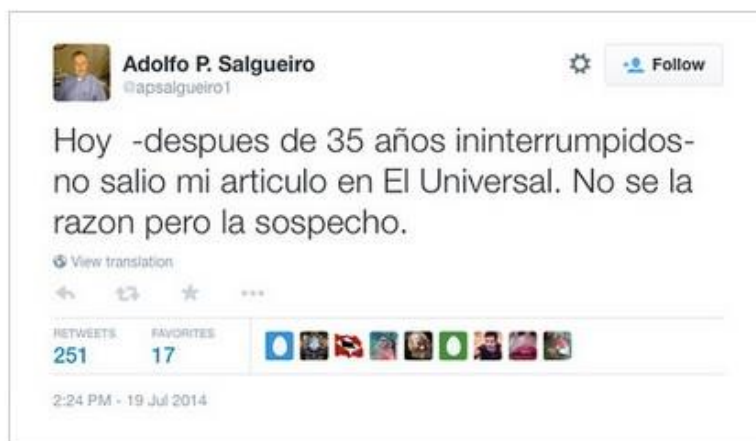 Adolfo P. Salgueiro
@apsalgueiro1
Follow
Hoy -despues de 35 años ininterrumpidos-
no salio mi articulo en El Universal. No se la
razon pero la sospecho.
View translation
RETWEETS FAVORITES
251 17
2:24 PM - 19 Jul 2014